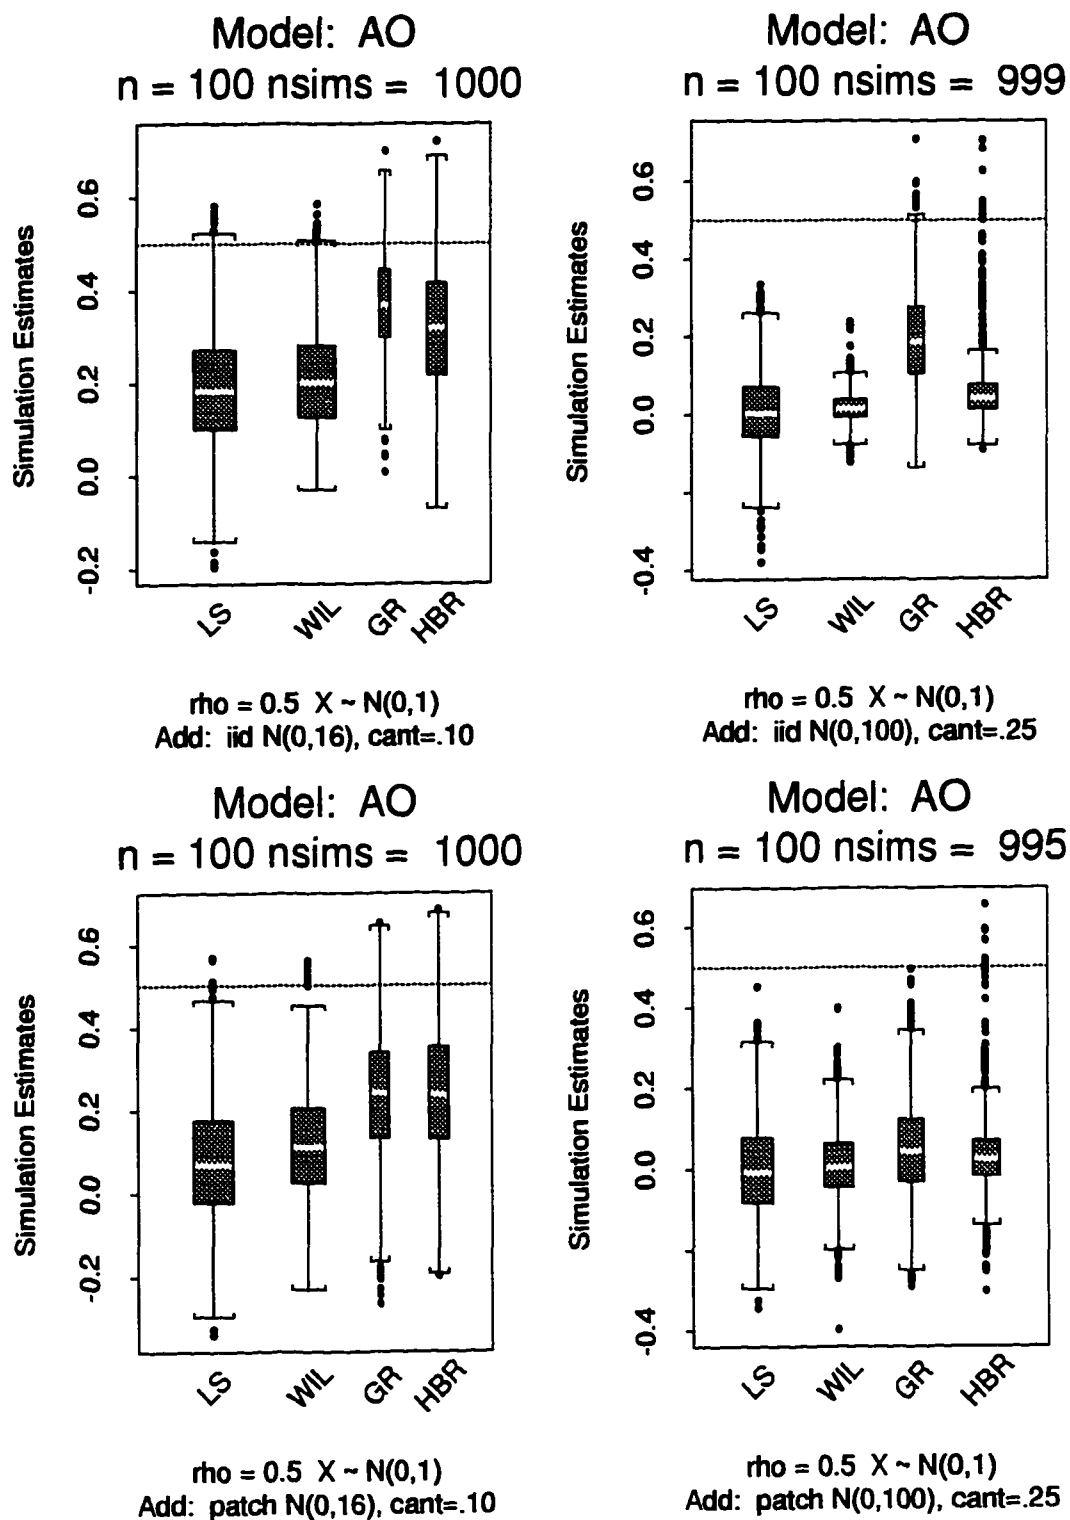 Model: AO
n = 100 nsims = 1000
Simulation Estimates
0.6
0.4
0.2
0.0
-0.2
LS
WIL
GR
HBR
rho = 0.5 X ~ N(0,1)
Add: iid N(0,16), cant=.10
Model: AO
n = 100 nsims = 999
Simulation Estimates
0.6
0.4
0.2
0.0
-0.4
LS
WIL
GR
HBR
rho = 0.5 X ~ N(0,1)
Add: iid N(0,100), cant=.25
Model: AO
n = 100 nsims = 1000
Simulation Estimates
0.6
0.4
0.2
0.0
-0.2
LS
WIL
GR
HBR
rho = 0.5 X ~ N(0,1)
Add: patch N(0,16), cant=.10
Model: AO
n = 100 nsims = 995
Simulation Estimates
0.6
0.4
0.2
0.0
-0.4
LS
WIL
GR
HBR
rho = 0.5 X ~ N(0,1)
Add: patch N(0,100), cant=.25